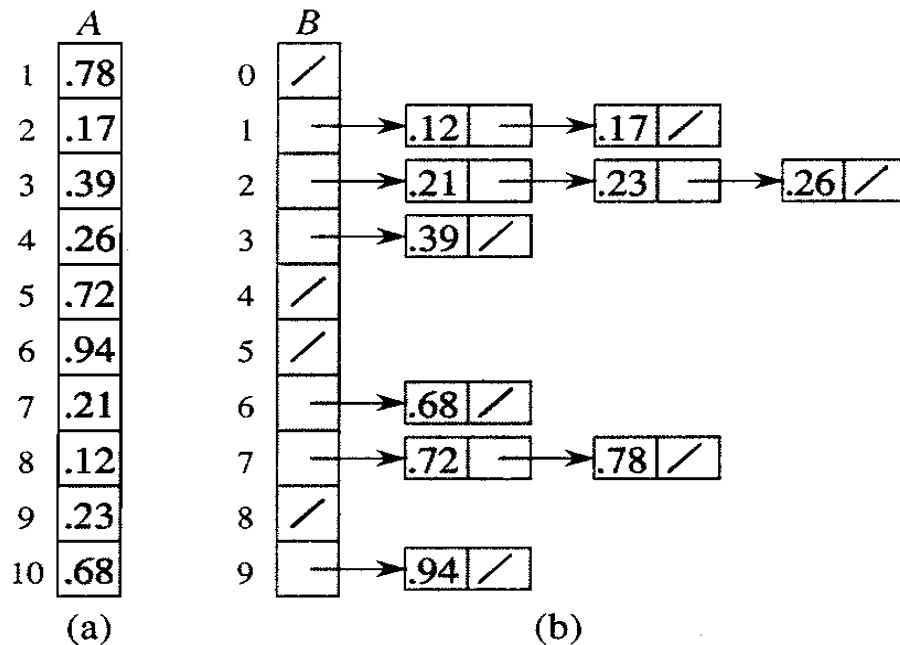 A B
1 .78 0
2 .17 1 .12 .17
3 .39 2 .21 .23 .26
4 .26 3 .39
5 .72 4
6 .94 5
7 .21 6 .68
8 .12 7 .72 .78
9 .23 8
10 .68 9 .94
(a) (b)